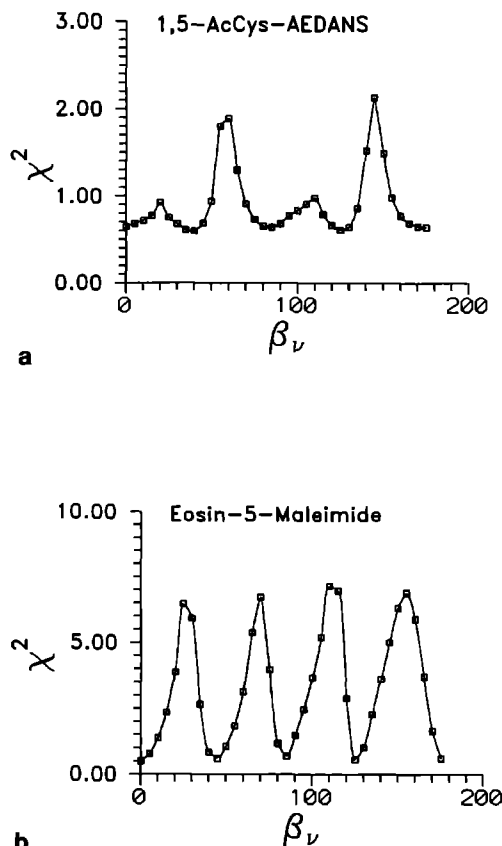 1,5-AcCys-AEDANS
3.00
2.00
χ²
1.00
0.00
0 100 200
βν
a
Eosin-5-Maleimide
10.00
χ²
5.00
0.00
0 100 200
βν
b